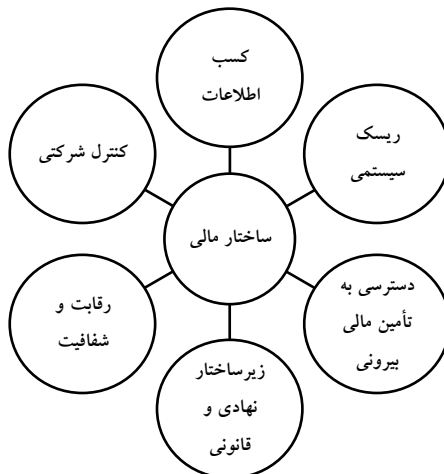 کسب
اطلاعات
ریسک
سیستمی
کنترل شرکتی
ساختار مالی
دسترسی به
تأمین مالی
بیرونی
رقابت و
شفافیت
زیرساختار
نهادی و
قانونی